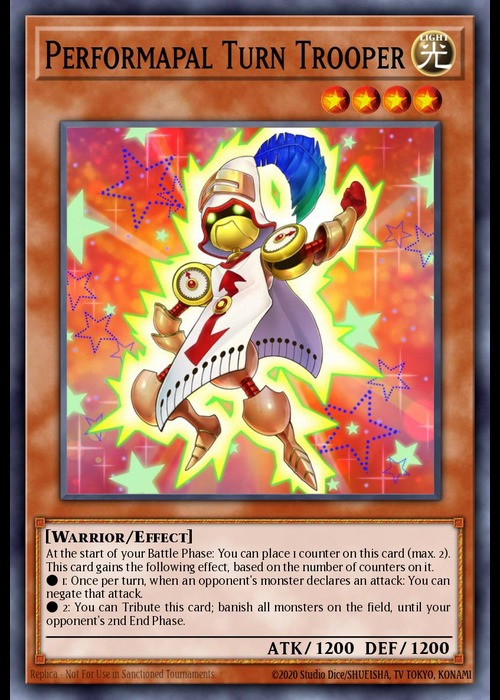 PERFORMAPAL TURN TROOPER
LIGHT
光
[WARRIOR/EFFECT]
At the start of your Battle Phase: You can place 1 counter on this card (max. 2).
This card gains the following effect, based on the number of counters on it.
● 1: Once per turn, when an opponent's monster declares an attack: You can
negate that attack.
● 2: You can Tribute this card; banish all monsters on the field, until your
opponent's 2nd End Phase.
ATK/ 1200 DEF/ 1200
Replica - Not For Use in Sanctioned Tournaments
©2020 Studio Dice/SHUEISHA, TV TOKYO, KONAMI